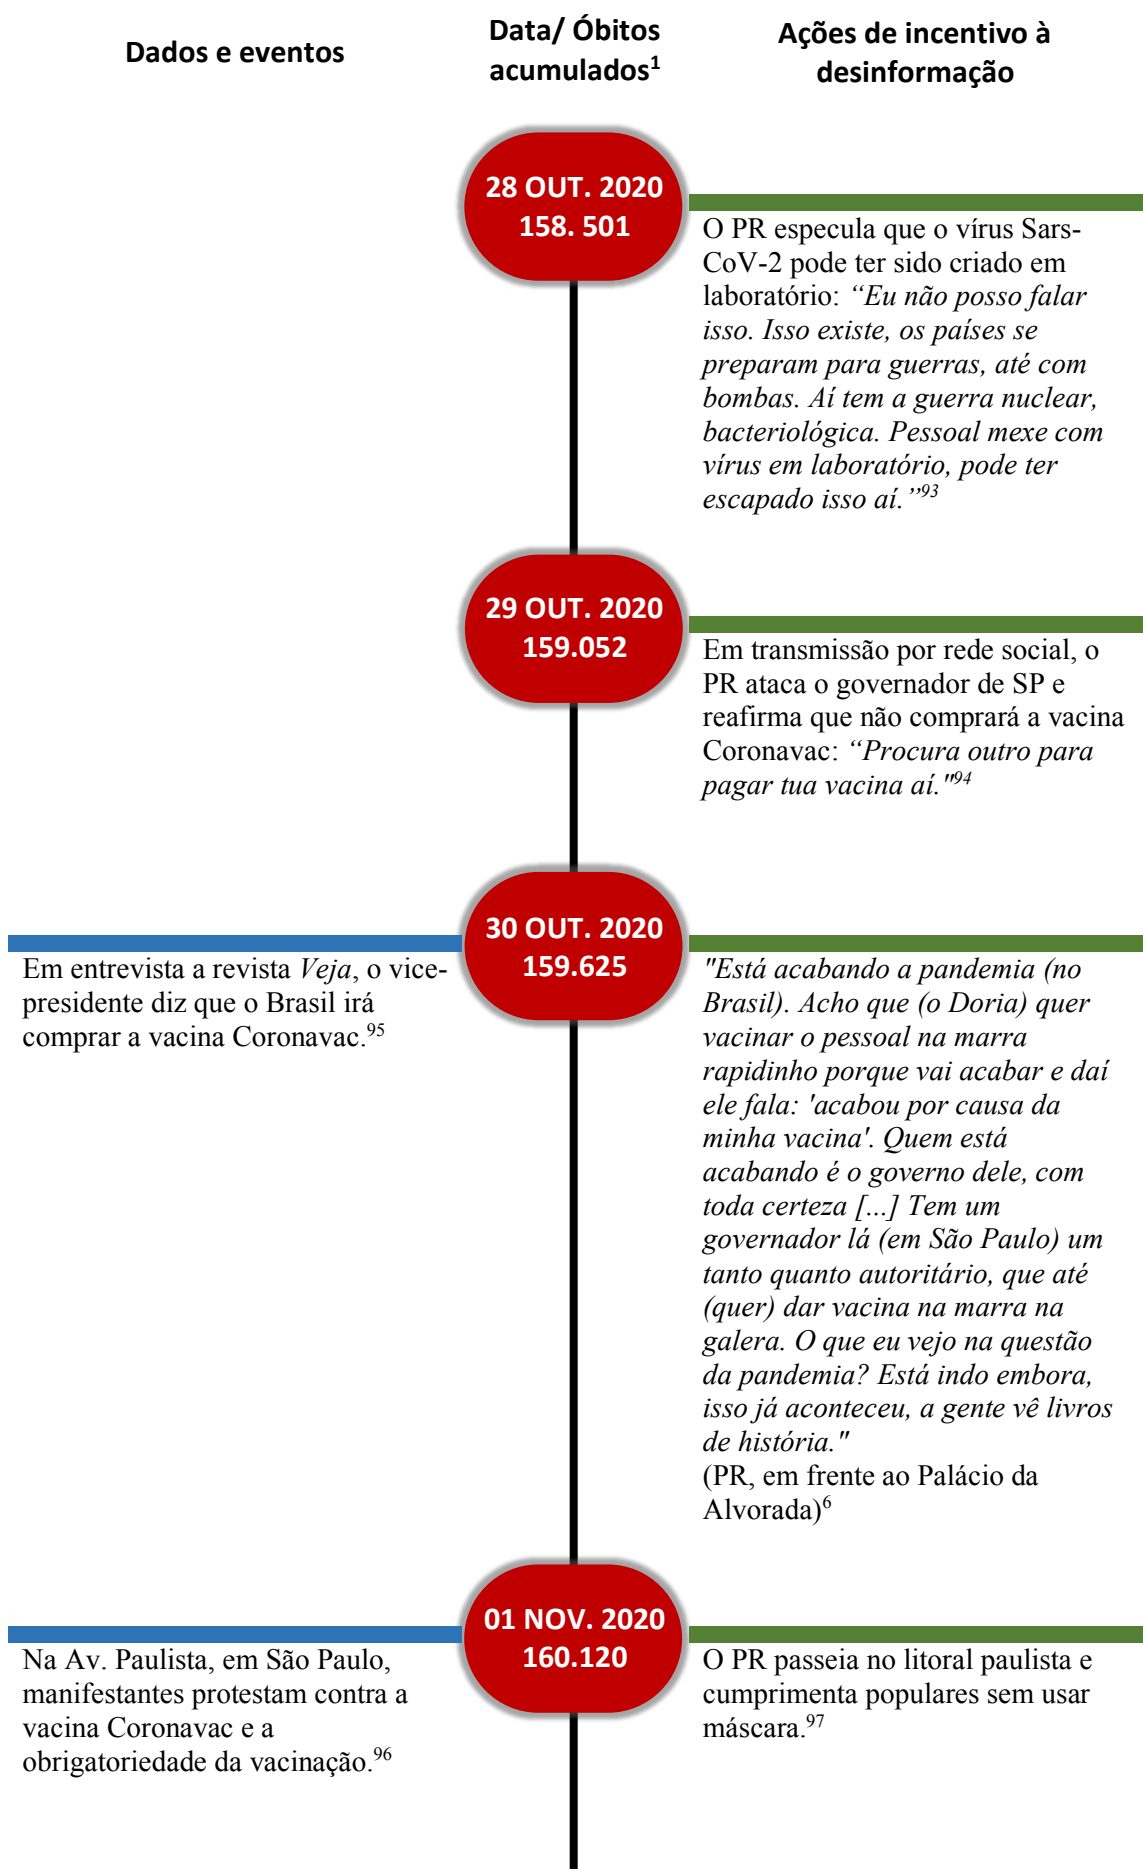 Dados e eventos
Data/ Óbitos
acumulados¹
Ações de incentivo à
desinformação
28 OUT. 2020
158. 501
O PR especula que o vírus Sars-
CoV-2 pode ter sido criado em
laboratório: “Eu não posso falar
isso. Isso existe, os países se
preparam para guerras, até com
bombas. Aí tem a guerra nuclear,
bacteriológica. Pessoal mexe com
vírus em laboratório, pode ter
escapado isso aí.”⁹³
29 OUT. 2020
159.052
Em transmissão por rede social, o
PR ataca o governador de SP e
reafirma que não comprará a vacina
Coronavac: “Procura outro para
pagar tua vacina aí."⁹⁴
30 OUT. 2020
159.625
Em entrevista a revista Veja, o vice-
presidente diz que o Brasil irá
comprar a vacina Coronavac.⁹⁵
"Está acabando a pandemia (no
Brasil). Acho que (o Doria) quer
vacinar o pessoal na marra
rapidinho porque vai acabar e daí
ele fala: 'acabou por causa da
minha vacina'. Quem está
acabando é o governo dele, com
toda certeza [...] Tem um
governador lá (em São Paulo) um
tanto quanto autoritário, que até
(quer) dar vacina na marra na
galera. O que eu vejo na questão
da pandemia? Está indo embora,
isso já aconteceu, a gente vê livros
de história."
(PR, em frente ao Palácio da
Alvorada)⁶
01 NOV. 2020
160.120
Na Av. Paulista, em São Paulo,
manifestantes protestam contra a
vacina Coronavac e a
obrigatoriedade da vacinação.⁹⁶
O PR passeia no litoral paulista e
cumprimenta populares sem usar
máscara.⁹⁷